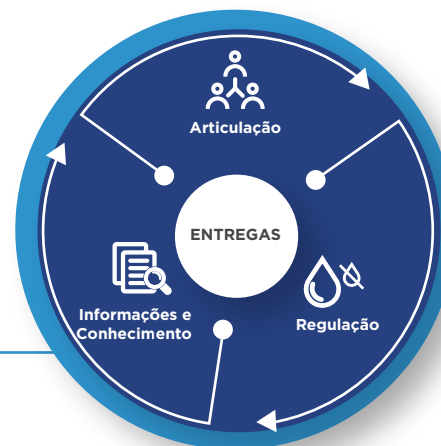 Articulação
ENTREGAS
Informações e
Conhecimento
Regulação